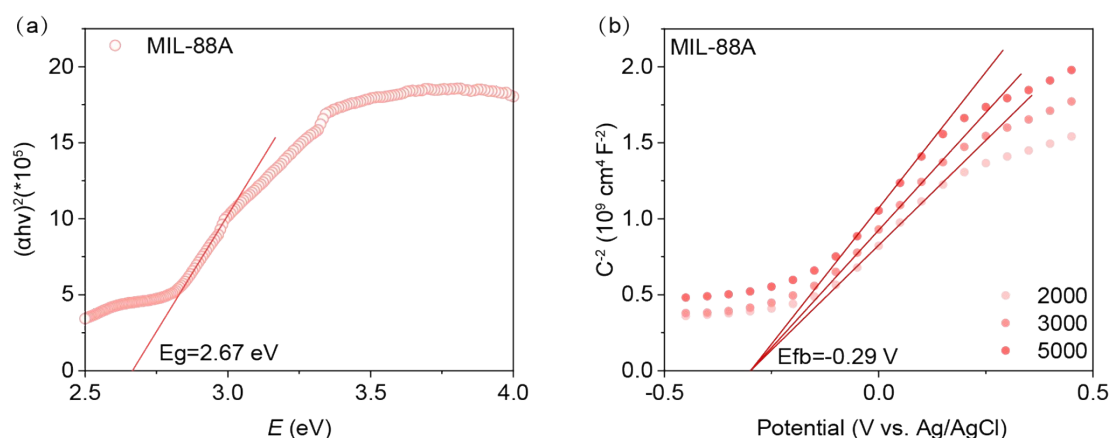 (a)
MIL-88A
20
15
10
5
0
(αhv)²(*10⁵)
Eg=2.67 eV
2.5 3.0 3.5 4.0
E (eV)
(b)
MIL-88A
2.0
1.5
1.0
0.5
0.0
C⁻² (10⁹ cm⁴ F⁻²)
2000
3000
5000
Efb=-0.29 V
-0.5 0.0 0.5
Potential (V vs. Ag/AgCl)